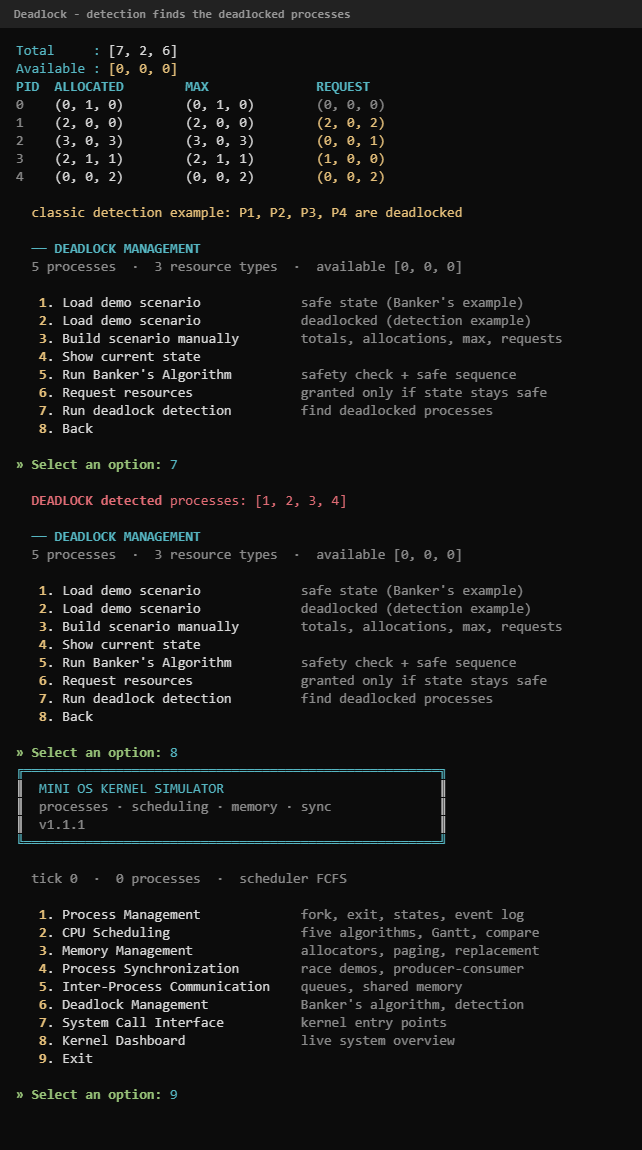 Deadlock - detection finds the deadlocked processes
Total     : [7, 2, 6]
Available : [0, 0, 0]
PID  ALLOCATED        MAX              REQUEST
0    (0, 1, 0)        (0, 1, 0)        (0, 0, 0)
1    (2, 0, 0)        (2, 0, 0)        (2, 0, 2)
2    (3, 0, 3)        (3, 0, 3)        (0, 0, 1)
3    (2, 1, 1)        (2, 1, 1)        (1, 0, 0)
4    (0, 0, 2)        (0, 0, 2)        (0, 0, 2)
classic detection example: P1, P2, P3, P4 are deadlocked
── DEADLOCK MANAGEMENT
5 processes  ·  3 resource types  ·  available [0, 0, 0]
1. Load demo scenario             safe state (Banker's example)
2. Load demo scenario             deadlocked (detection example)
3. Build scenario manually        totals, allocations, max, requests
4. Show current state
5. Run Banker's Algorithm         safety check + safe sequence
6. Request resources              granted only if state stays safe
7. Run deadlock detection         find deadlocked processes
8. Back
» Select an option: 7
DEADLOCK detected processes: [1, 2, 3, 4]
── DEADLOCK MANAGEMENT
5 processes  ·  3 resource types  ·  available [0, 0, 0]
1. Load demo scenario             safe state (Banker's example)
2. Load demo scenario             deadlocked (detection example)
3. Build scenario manually        totals, allocations, max, requests
4. Show current state
5. Run Banker's Algorithm         safety check + safe sequence
6. Request resources              granted only if state stays safe
7. Run deadlock detection         find deadlocked processes
8. Back
» Select an option: 8
MINI OS KERNEL SIMULATOR
processes · scheduling · memory · sync
v1.1.1
tick 0  ·  0 processes  ·  scheduler FCFS
1. Process Management             fork, exit, states, event log
2. CPU Scheduling                 five algorithms, Gantt, compare
3. Memory Management              allocators, paging, replacement
4. Process Synchronization        race demos, producer-consumer
5. Inter-Process Communication    queues, shared memory
6. Deadlock Management            Banker's algorithm, detection
7. System Call Interface          kernel entry points
8. Kernel Dashboard               live system overview
9. Exit
» Select an option: 9